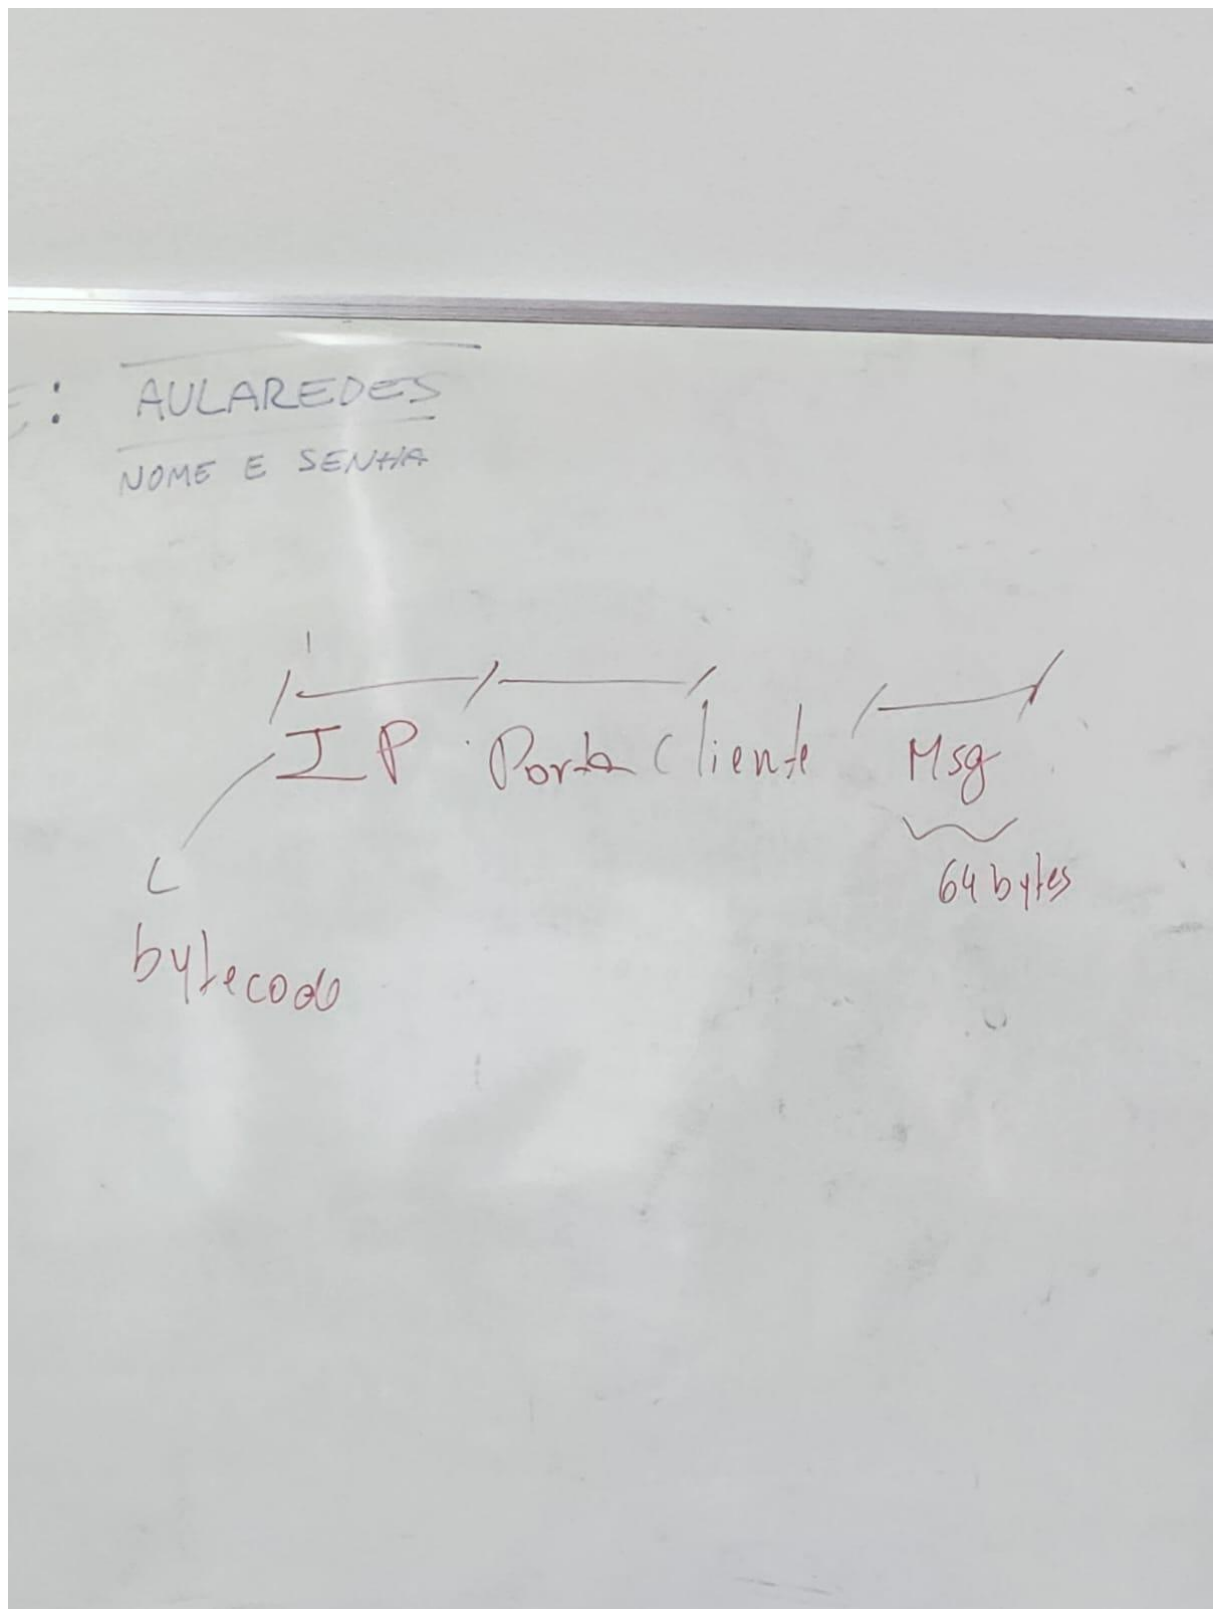 : AULAREDES
NOME E SENHA
IP Porta Cliente Msg
64 bytes
bytecode